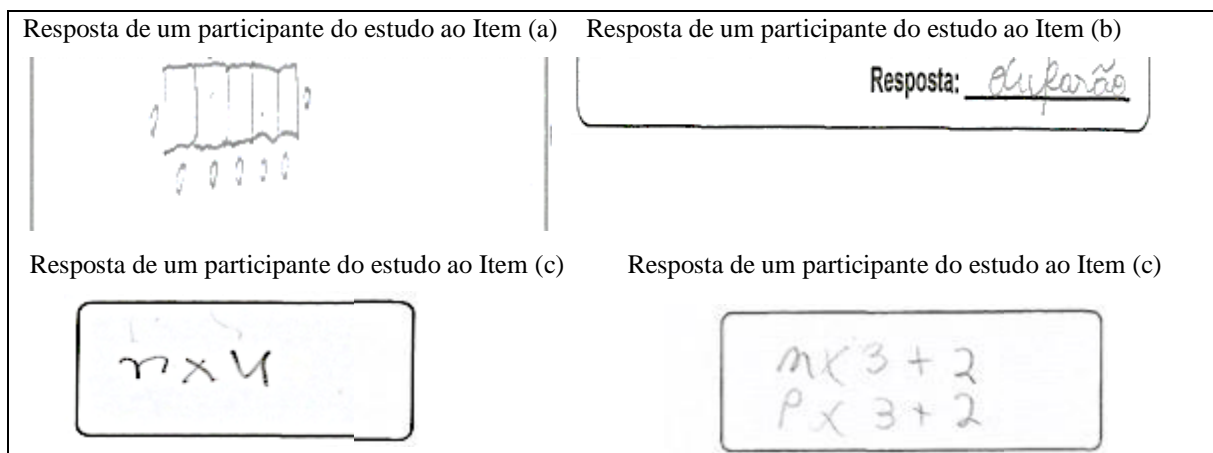 Resposta de um participante do estudo ao Item (a)
Resposta de um participante do estudo ao Item (b)
Resposta:
Resposta de um participante do estudo ao Item (c)
Resposta de um participante do estudo ao Item (c)
n x 4
n x 3 + 2
P x 3 + 2